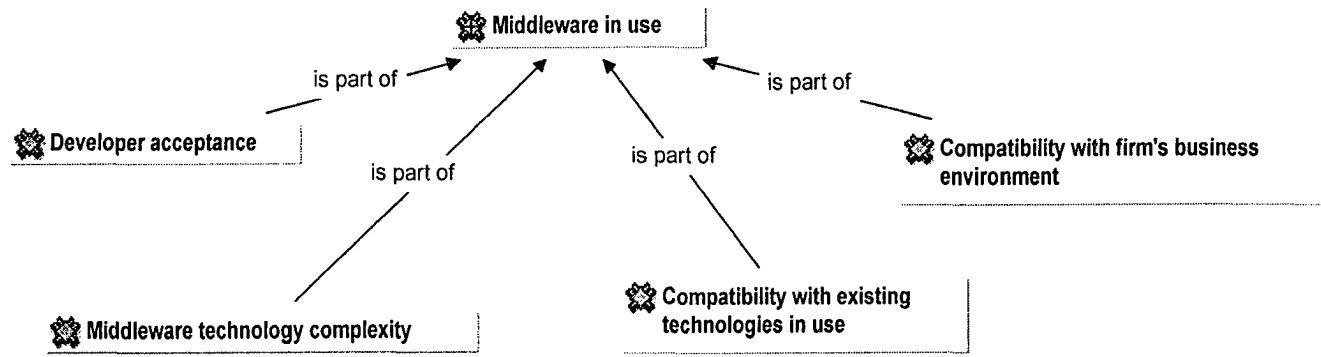 Middleware in use
is part of
is part of
Developer acceptance
Compatibility with firm's business
environment
is part of
is part of
Compatibility with existing
technologies in use
Middleware technology complexity